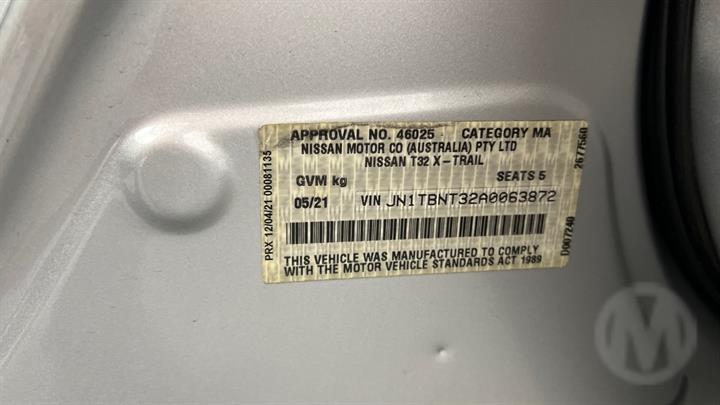 APPROVAL NO. 46025 CATEGORY MA
NISSAN MOTOR CO (AUSTRALIA) PTY LTD
NISSAN T32 X-TRAIL
GVM kg SEATS 5
05/21 VIN JN1TBNT32A0063872
THIS VEHICLE WAS MANUFACTURED TO COMPLY
WITH THE MOTOR VEHICLE STANDARDS ACT 1989
PRX 12/04/21 00081135
D007240 2677560
M